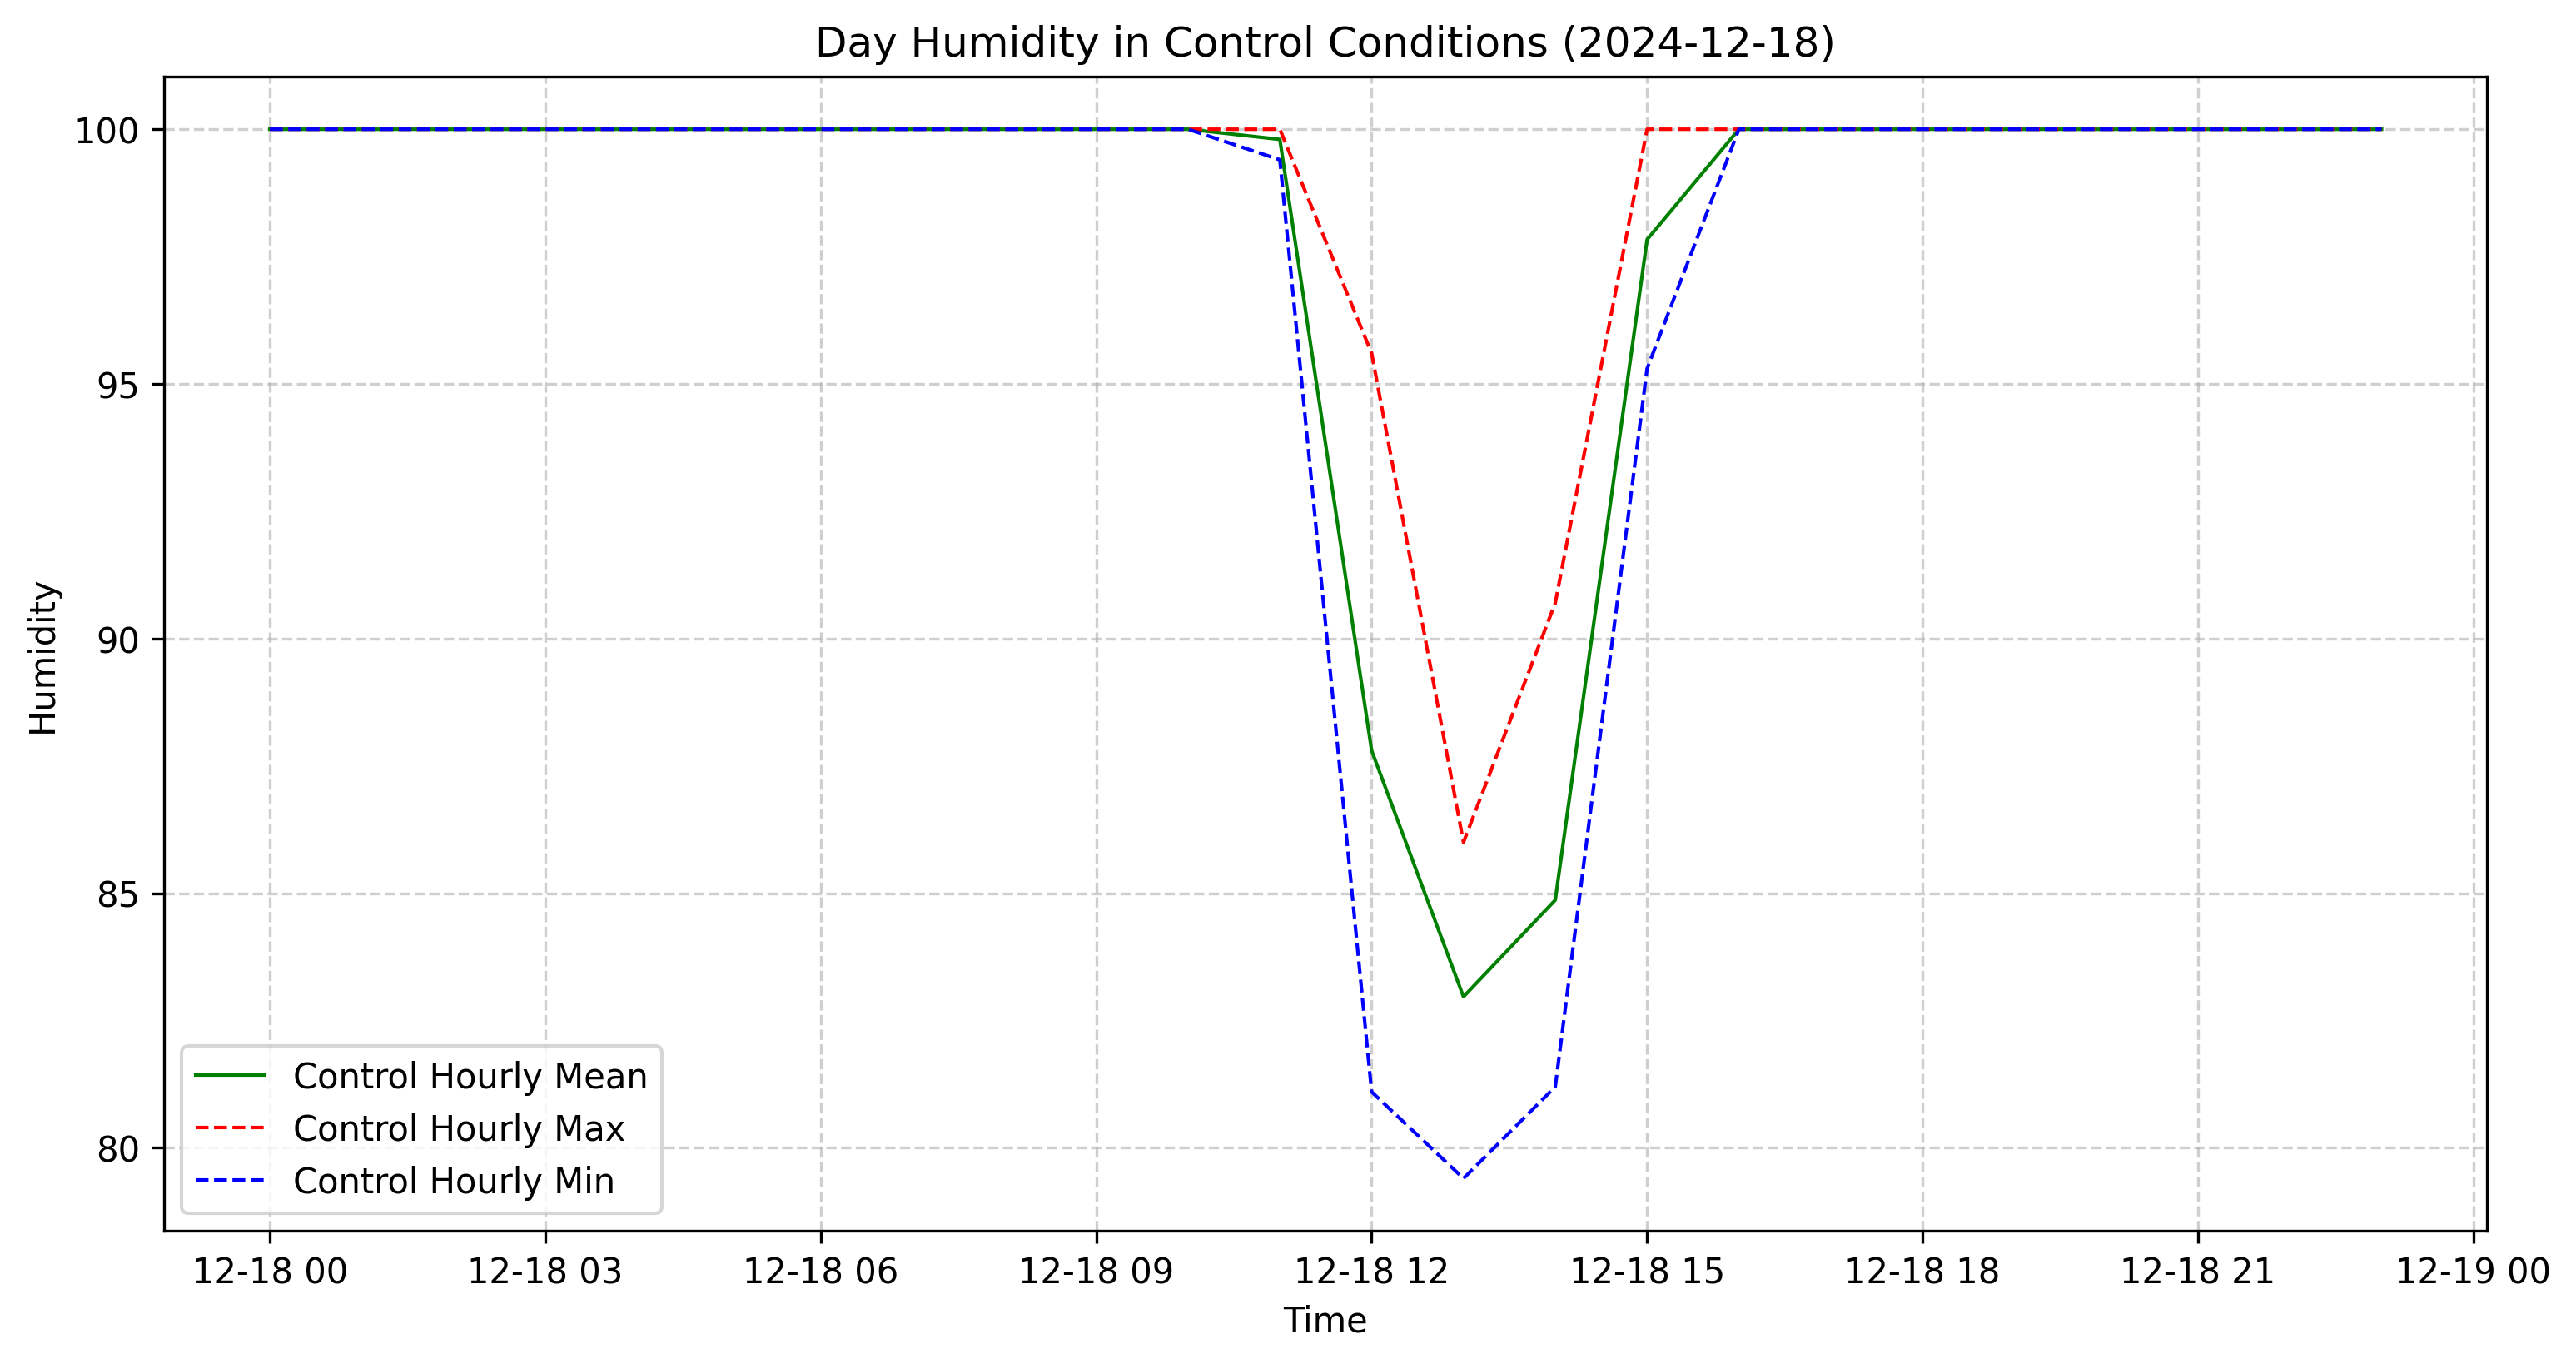 Day Humidity in Control Conditions (2024-12-18)
100
95
90
85
80
Humidity
Control Hourly Mean
Control Hourly Max
Control Hourly Min
12-18 00
12-18 03
12-18 06
12-18 09
12-18 12
12-18 15
12-18 18
12-18 21
12-19 00
Time